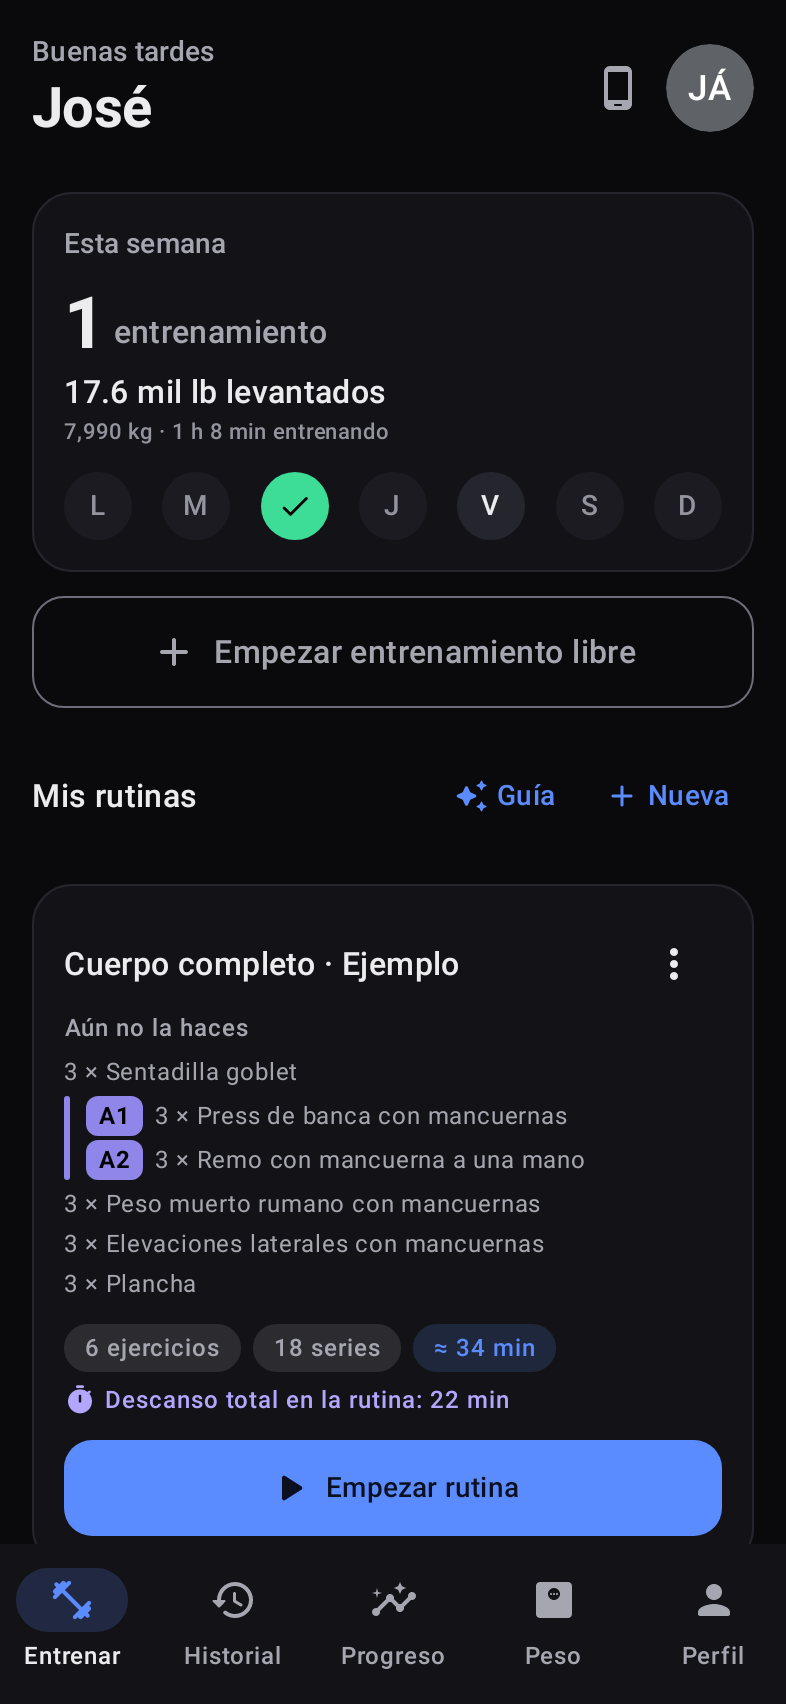 Buenas tardes
José
JÁ
Esta semana
1 entrenamiento
17.6 mil lb levantados
7,990 kg · 1 h 8 min entrenando
L M J V S D
Empezar entrenamiento libre
Mis rutinas
Guía
Nueva
Cuerpo completo · Ejemplo
Aún no la haces
3 × Sentadilla goblet
A1 3 × Press de banca con mancuernas
A2 3 × Remo con mancuerna a una mano
3 × Peso muerto rumano con mancuernas
3 × Elevaciones laterales con mancuernas
3 × Plancha
6 ejercicios 18 series ≈ 34 min
Descanso total en la rutina: 22 min
Empezar rutina
Entrenar Historial Progreso Peso Perfil